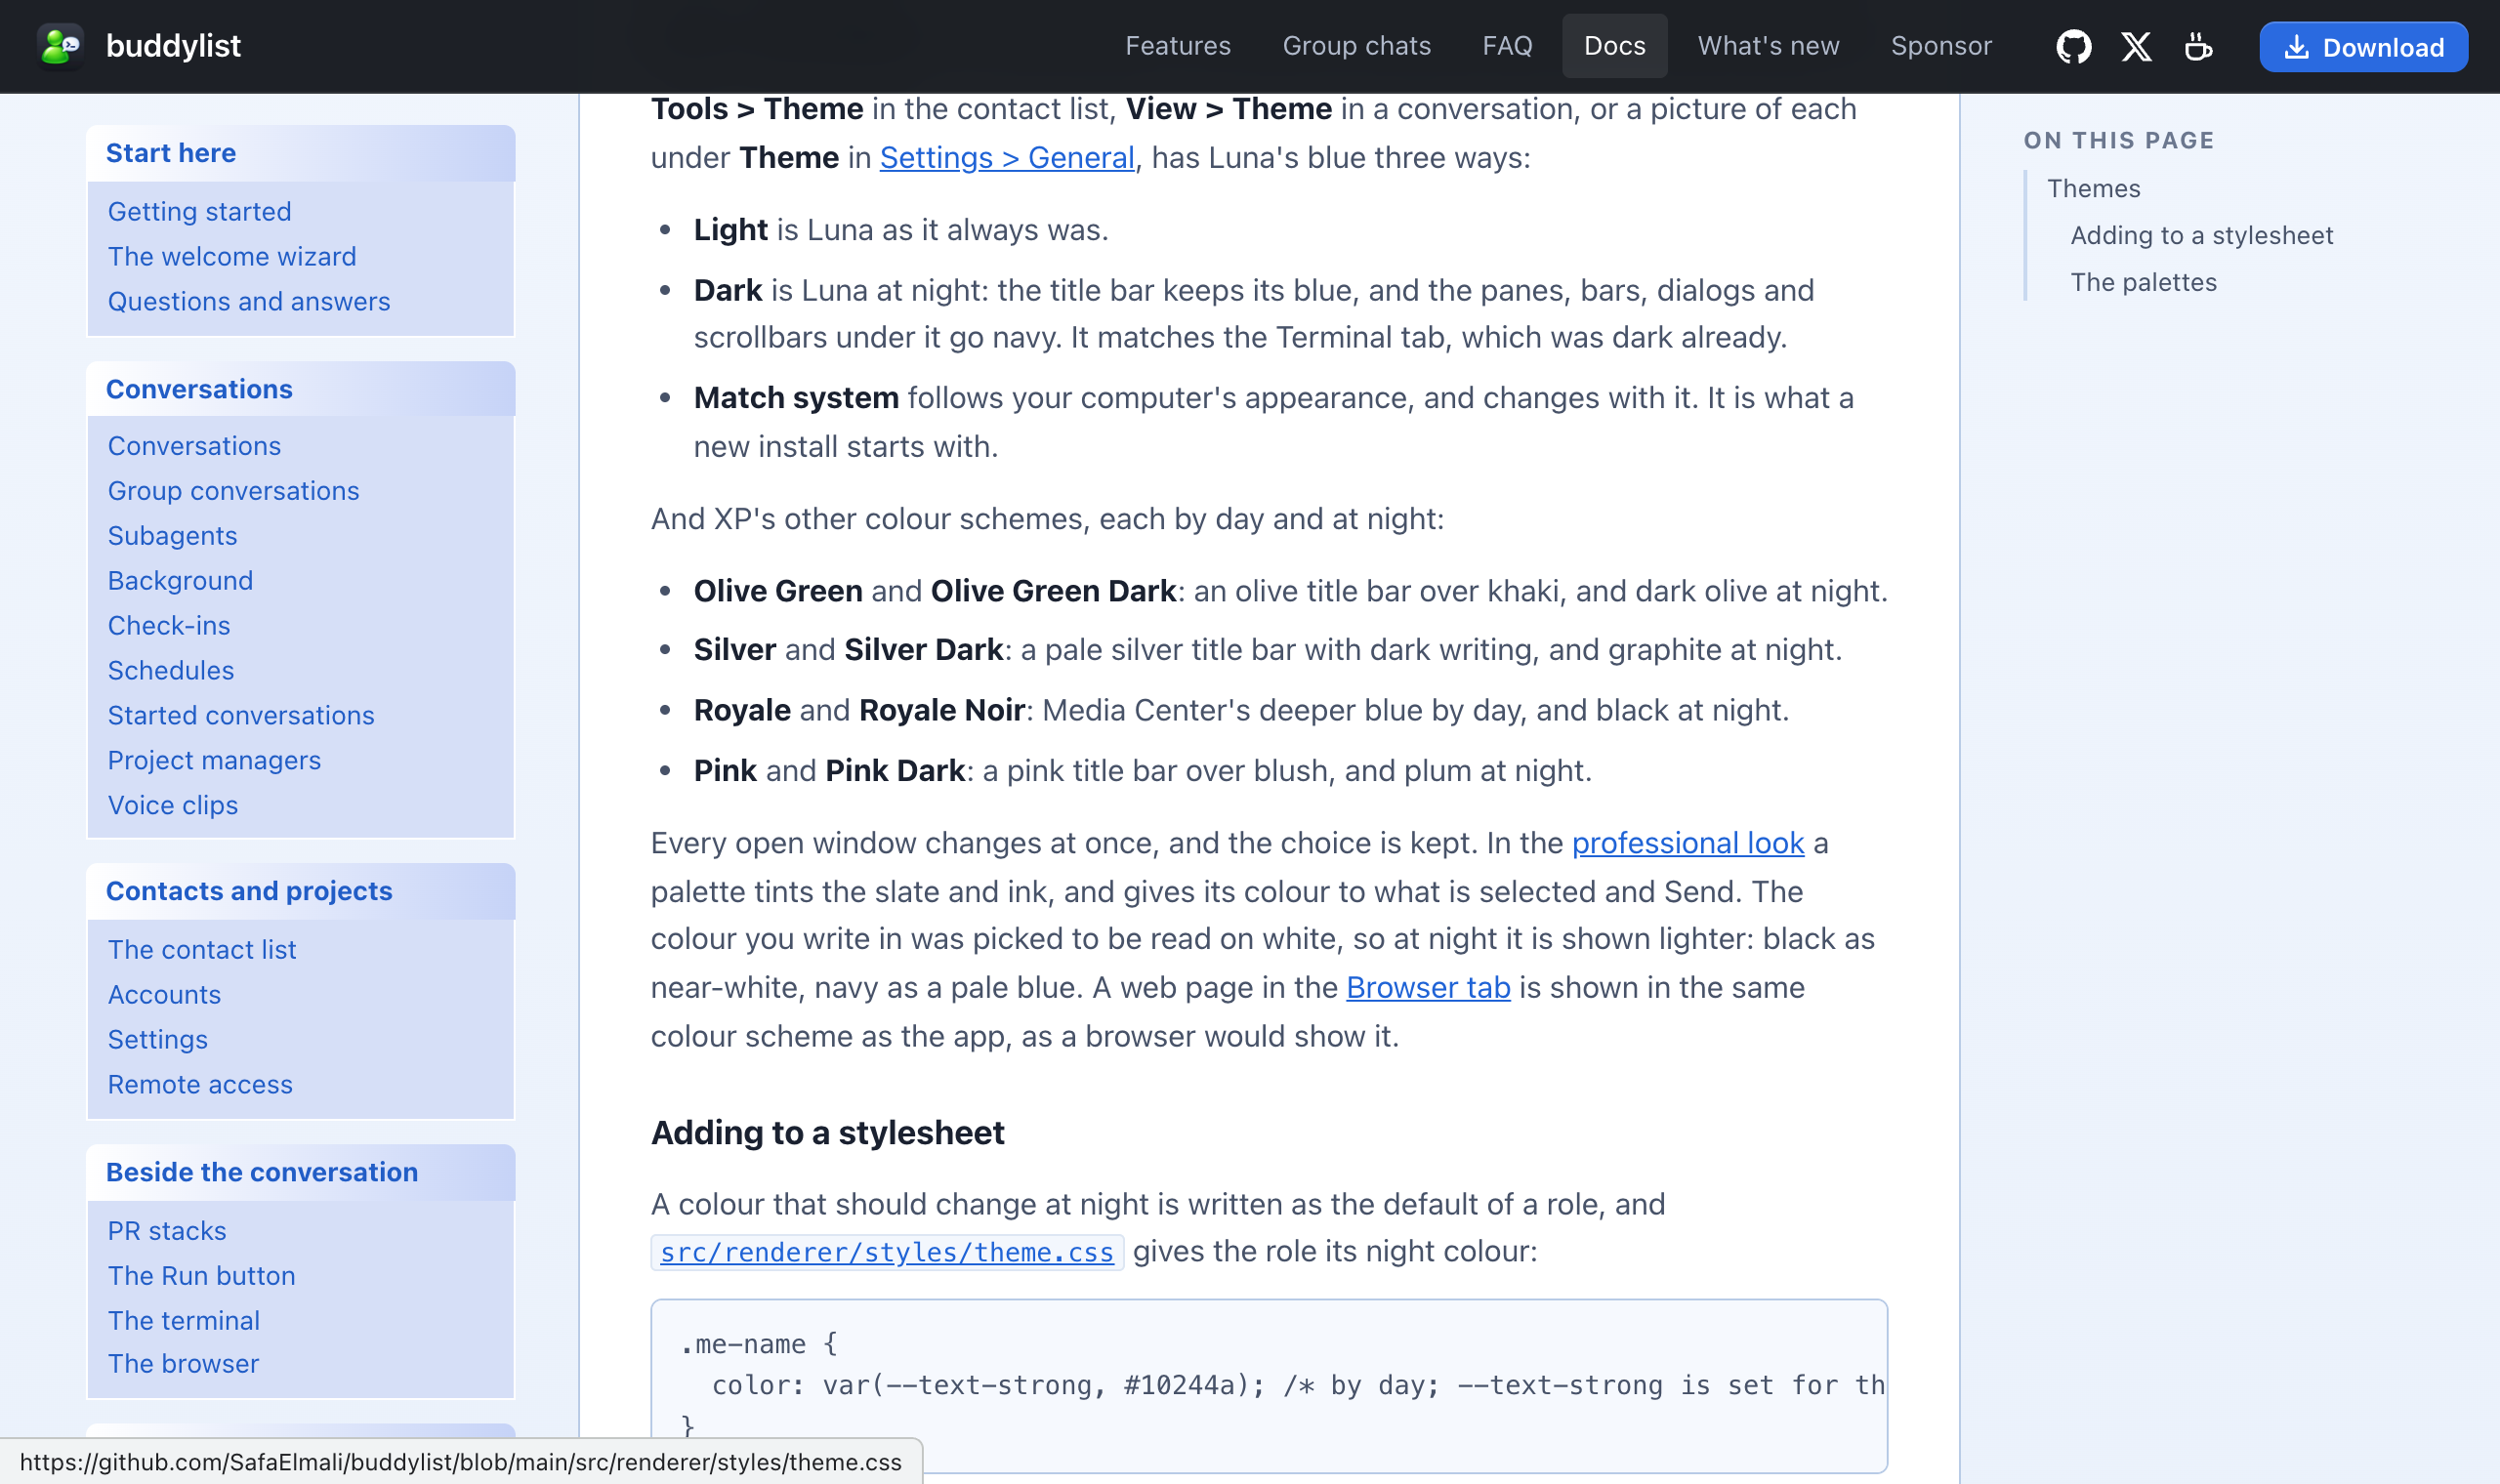 buddylist
Features
Group chats
FAQ
Docs
What's new
Sponsor
Download
Start here
Getting started
The welcome wizard
Questions and answers
Conversations
Conversations
Group conversations
Subagents
Background
Check-ins
Schedules
Started conversations
Project managers
Voice clips
Contacts and projects
The contact list
Accounts
Settings
Remote access
Beside the conversation
PR stacks
The Run button
The terminal
The browser
Tools > Theme in the contact list, View > Theme in a conversation, or a picture of each
under Theme in Settings > General, has Luna's blue three ways:
• Light is Luna as it always was.
• Dark is Luna at night: the title bar keeps its blue, and the panes, bars, dialogs and
scrollbars under it go navy. It matches the Terminal tab, which was dark already.
• Match system follows your computer's appearance, and changes with it. It is what a
new install starts with.
And XP's other colour schemes, each by day and at night:
• Olive Green and Olive Green Dark: an olive title bar over khaki, and dark olive at night.
• Silver and Silver Dark: a pale silver title bar with dark writing, and graphite at night.
• Royale and Royale Noir: Media Center's deeper blue by day, and black at night.
• Pink and Pink Dark: a pink title bar over blush, and plum at night.
Every open window changes at once, and the choice is kept. In the professional look a
palette tints the slate and ink, and gives its colour to what is selected and Send. The
colour you write in was picked to be read on white, so at night it is shown lighter: black as
near-white, navy as a pale blue. A web page in the Browser tab is shown in the same
colour scheme as the app, as a browser would show it.
Adding to a stylesheet
A colour that should change at night is written as the default of a role, and
src/renderer/styles/theme.css gives the role its night colour:
.me-name {
  color: var(--text-strong, #10244a); /* by day; --text-strong is set for th
}
ON THIS PAGE
Themes
Adding to a stylesheet
The palettes
https://github.com/SafaElmali/buddylist/blob/main/src/renderer/styles/theme.css